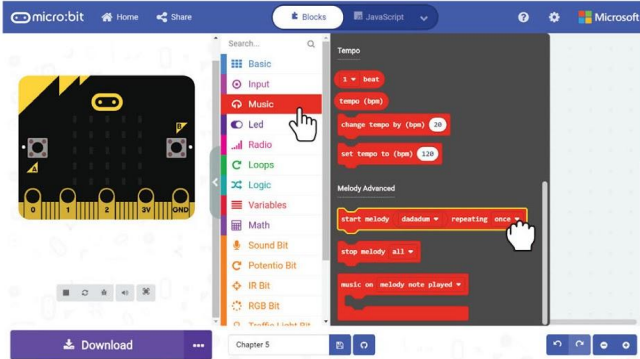 micro:bit Home Share Blocks JavaScript Microsoft
Search...
Basic
Input
Music
Led
Radio
Loops
Logic
Variables
Math
Sound Bit
Potentio Bit
IR Bit
RGB Bit
Traffic Light Bit
Tempo
1 beat
tempo (bpm)
change tempo by (bpm) 20
set tempo to (bpm) 120
Melody Advanced
start melody dadadum repeating once
stop melody all
music on melody note played
A
B
0 1 2 3V GND
Download ...
Chapter 5